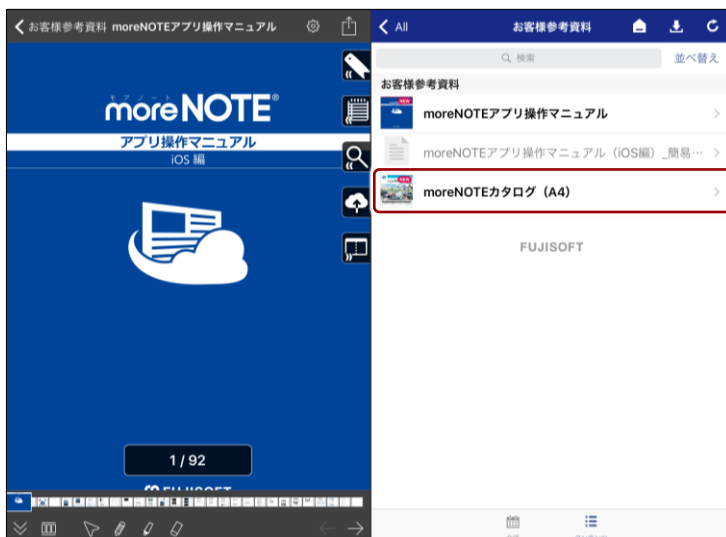 お客様参考資料 moreNOTEアプリ操作マニュアル
モアノート
moreNOTE®
アプリ操作マニュアル
iOS 編
1 / 92
All
お客様参考資料
検索
並べ替え
お客様参考資料
NEW
moreNOTEアプリ操作マニュアル
moreNOTEアプリ操作マニュアル（iOS編）_簡易…
NEW
moreNOTEカタログ（A4）
FUJISOFT